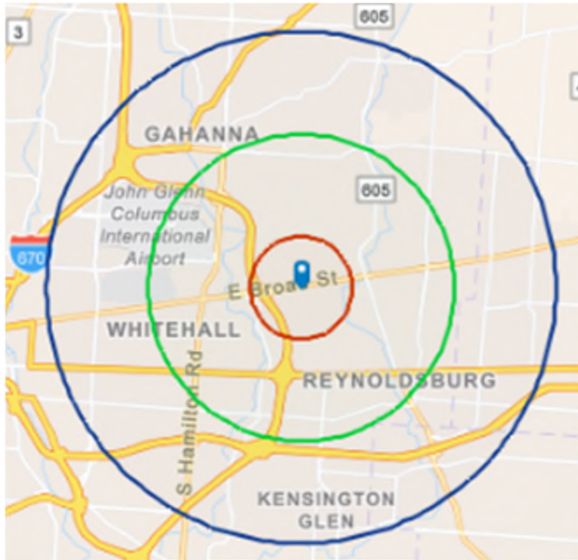 605
3
GAHANNA
John Glenn
Columbus
International
Airport
605
670
E Broad St
WHITEHALL
REYNOLDSBURG
S Hamilton Rd
KENSINGTON
GLEN